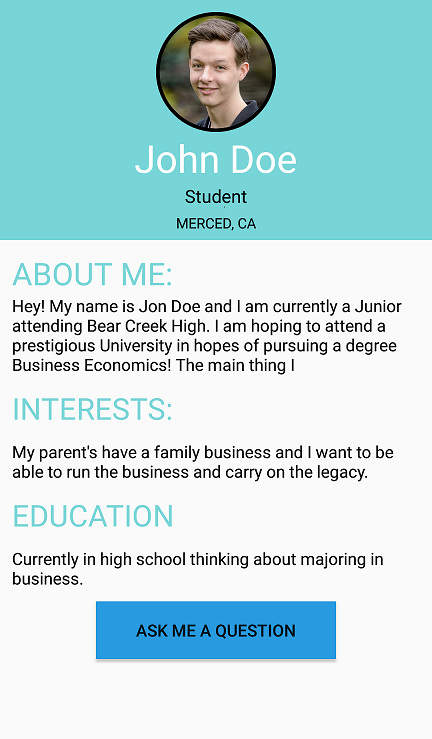 John Doe
Student
MERCED, CA
ABOUT ME:
Hey! My name is Jon Doe and I am currently a Junior
attending Bear Creek High. I am hoping to attend a
prestigious University in hopes of pursuing a degree
Business Economics! The main thing I
INTERESTS:
My parent's have a family business and I want to be
able to run the business and carry on the legacy.
EDUCATION
Currently in high school thinking about majoring in
business.
ASK ME A QUESTION